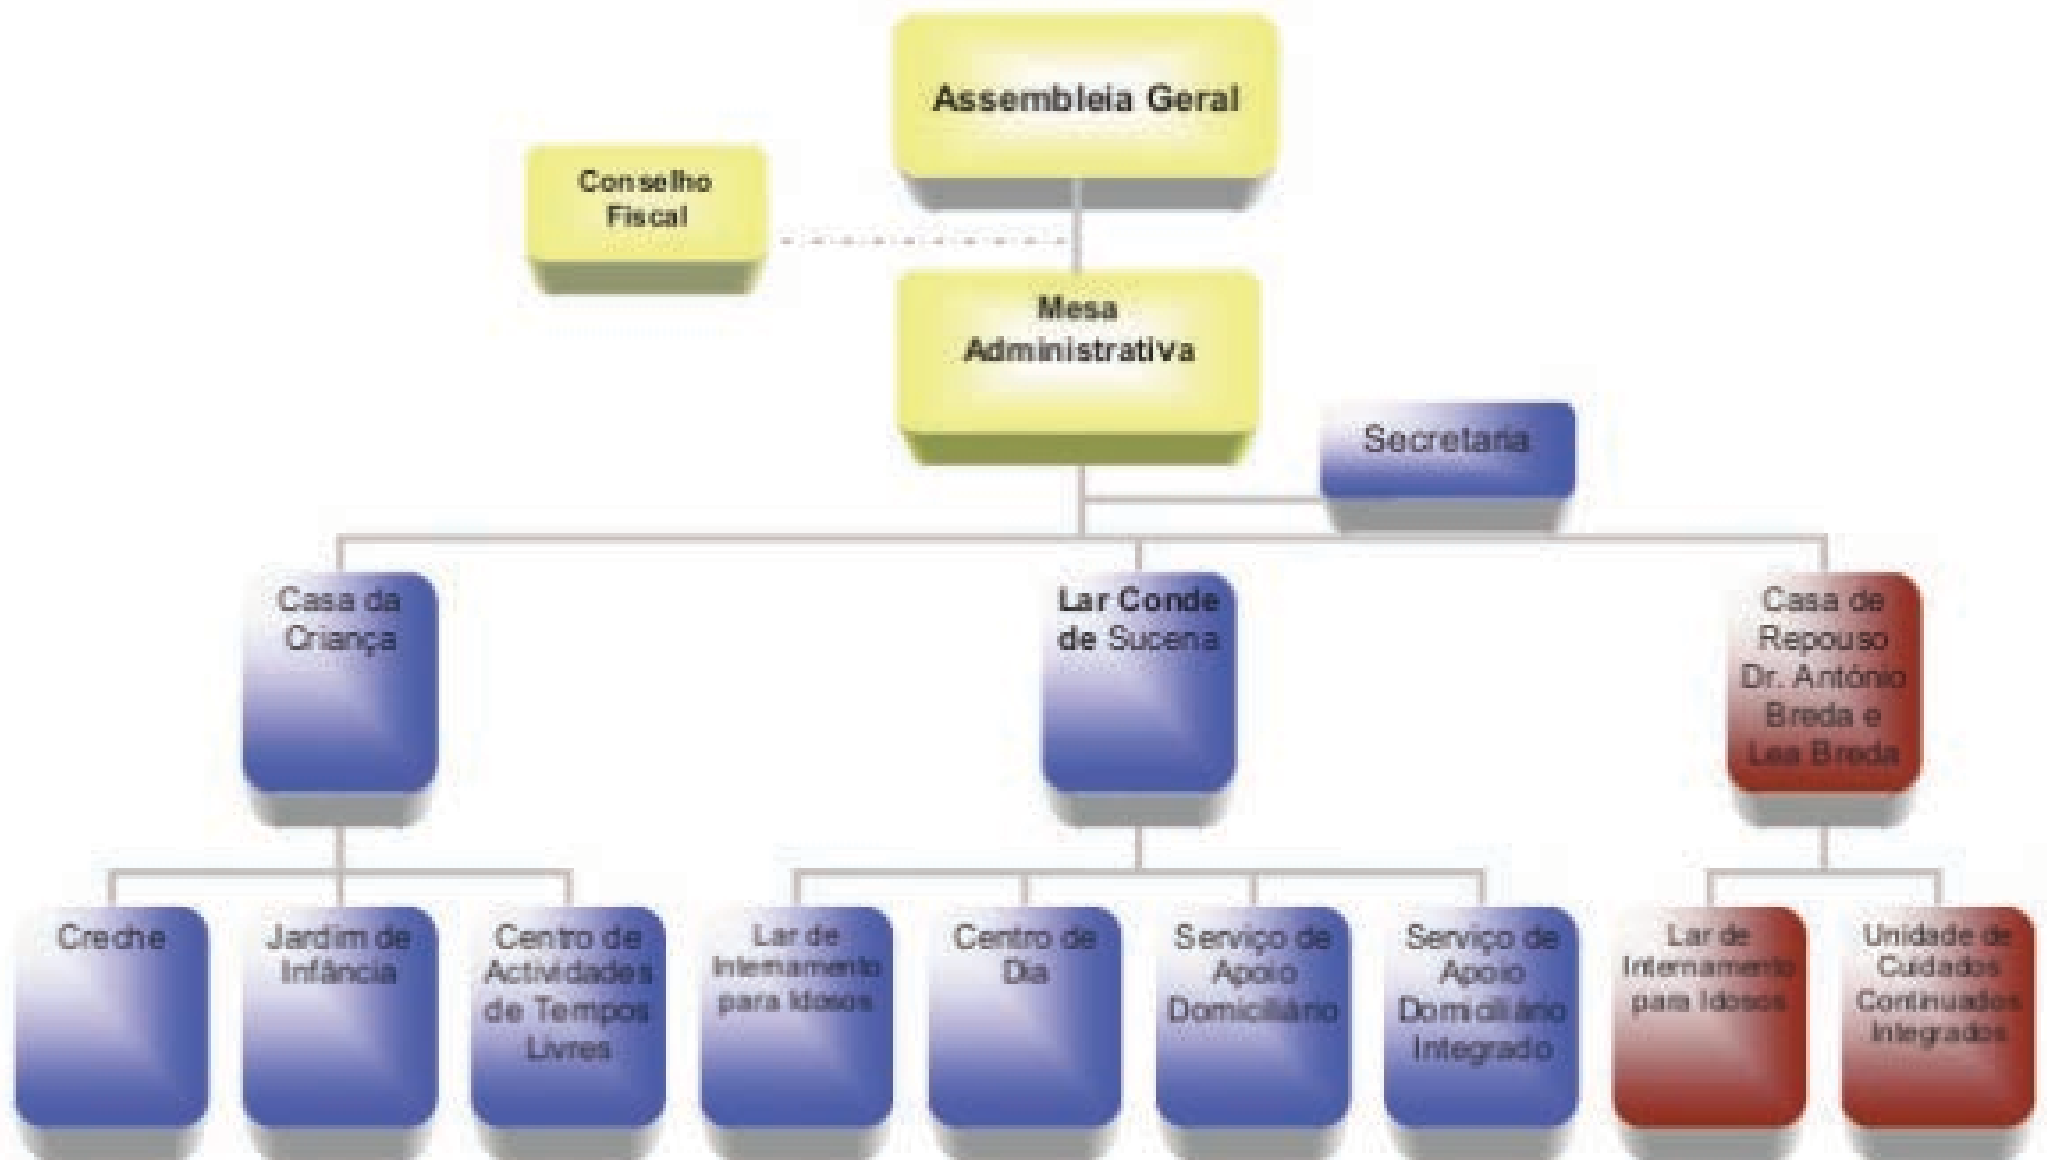 Assembleia Geral
Conselho
Fiscal
Mesa
Administrativa
Secretaria
Casa da
Criança
Lar Conde
de Sucena
Casa de
Repouso
Dr. António
Breda e
Lea Breda
Creche
Jardim de
Infância
Centro de
Actividades
de Tempos
Livres
Lar de
Internamento
para Idosos
Centro de
Dia
Serviço de
Apoio
Domiciliário
Serviço de
Apoio
Domiciliário
Integrado
Lar de
Internamento
para Idosos
Unidade de
Cuidados
Continuados
Integrados